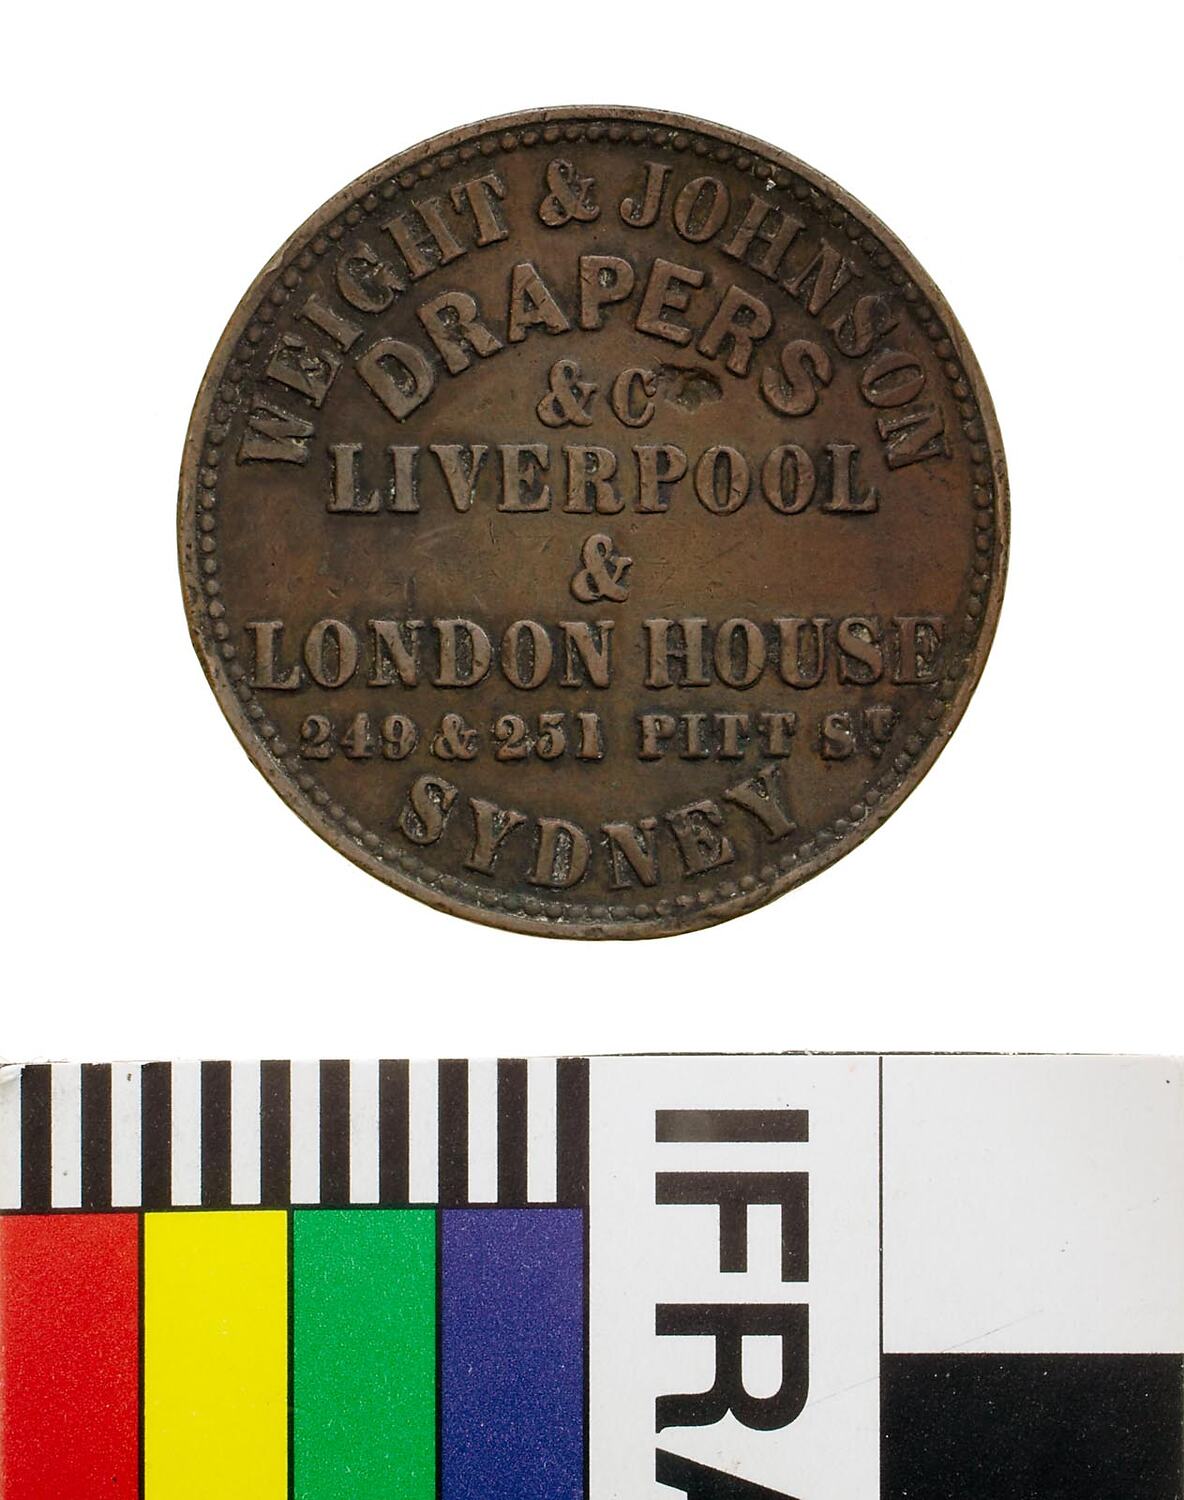 WEIGHT & JOHNSON
DRAPERS
& C
LIVERPOOL
&
LONDON HOUSE
249 & 251 PITT ST
SYDNEY
IFRA